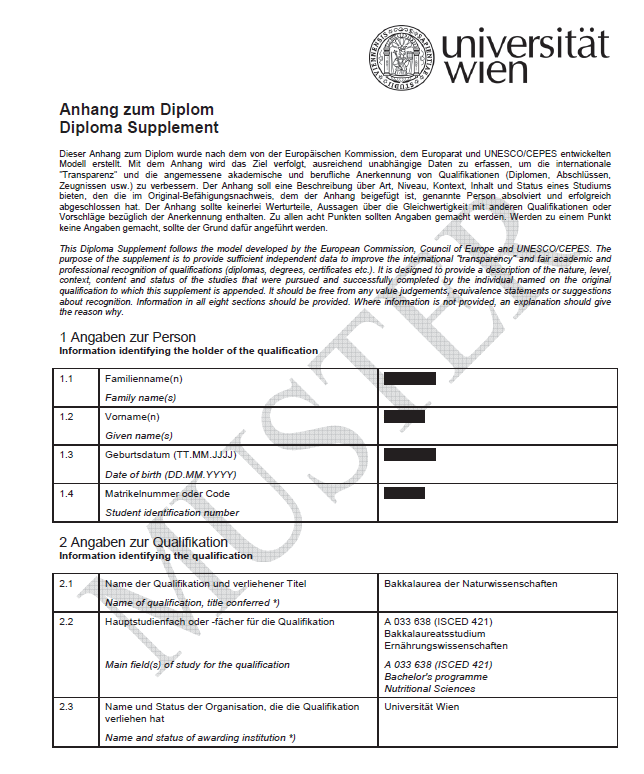 universität
wien
Anhang zum Diplom
Diploma Supplement
Dieser Anhang zum Diplom wurde nach dem von der Europäischen Kommission, dem Europarat und UNESCO/CEPES entwickelten
Modell erstellt. Mit dem Anhang wird das Ziel verfolgt, ausreichend unabhängige Daten zu erfassen, um die internationale
"Transparenz" und die angemessene akademische und berufliche Anerkennung von Qualifikationen (Diplomen, Abschlüssen,
Zeugnissen usw.) zu verbessern. Der Anhang soll eine Beschreibung über Art, Niveau, Kontext, Inhalt und Status eines Studiums
bieten, den die im Original-Befähigungsnachweis, dem der Anhang beigefügt ist, genannte Person absolviert und erfolgreich
abgeschlossen hat. Der Anhang sollte keinerlei Werturteile, Aussagen über die Gleichwertigkeit mit anderen Qualifikationen oder
Vorschläge bezüglich der Anerkennung enthalten. Zu allen acht Punkten sollten Angaben gemacht werden. Werden zu einem Punkt
keine Angaben gemacht, sollte der Grund dafür angeführt werden.
This Diploma Supplement follows the model developed by the European Commission, Council of Europe and UNESCO/CEPES. The
purpose of the supplement is to provide sufficient independent data to improve the international "transparency" and fair academic and
professional recognition of qualifications (diplomas, degrees, certificates etc.). It is designed to provide a description of the nature, level,
context, content and status of the studies that were pursued and successfully completed by the individual named on the original
qualification to which this supplement is appended. It should be free from any value judgements, equivalence statements or suggestions
about recognition. Information in all eight sections should be provided. Where information is not provided, an explanation should give
the reason why.
MUSTER
1 Angaben zur Person
Information identifying the holder of the qualification
1.1 Familienname(n)
Family name(s)
1.2 Vorname(n)
Given name(s)
1.3 Geburtsdatum (TT.MM.JJJJ)
Date of birth (DD.MM.YYYY)
1.4 Matrikelnummer oder Code
Student identification number
2 Angaben zur Qualifikation
Information identifying the qualification
2.1 Name der Qualifikation und verliehener Titel Bakkalaurea der Naturwissenschaften
Name of qualification, title conferred *)
2.2 Hauptstudienfach oder -fächer für die Qualifikation A 033 638 (ISCED 421)
Bakkalaureatsstudium
Ernährungswissenschaften
Main field(s) of study for the qualification A 033 638 (ISCED 421)
Bachelor's programme
Nutritional Sciences
2.3 Name und Status der Organisation, die die Qualifikation Universität Wien
verliehen hat
Name and status of awarding institution *)